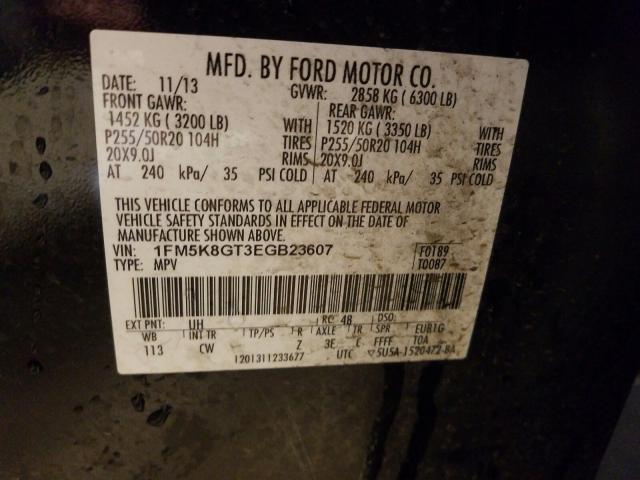 MFD. BY FORD MOTOR CO.
DATE: 11/13 GVWR: 2858 KG ( 6300 LB)
FRONT GAWR: REAR GAWR:
1452 KG ( 3200 LB) WITH 1520 KG ( 3350 LB) WITH
P255/50R20 104H TIRES P255/50R20 104H TIRES
20X9.0J RIMS 20X9.0J RIMS
AT 240 kPa/ 35 PSI COLD AT 240 kPa/ 35 PSI COLD
THIS VEHICLE CONFORMS TO ALL APPLICABLE FEDERAL MOTOR
VEHICLE SAFETY STANDARDS IN EFFECT ON THE DATE OF
MANUFACTURE SHOWN ABOVE.
VIN: 1FM5K8GT3EGB23607 F0189
TYPE: MPV T0087
EXT PNT: UH RC: 48 DSO:
WB INT TR TP/PS R AXLE TR SPR EUB1G
113 CW Z 3E C FFFF T0A
1201311233677 UTC ▽5U5A-1520472-BA